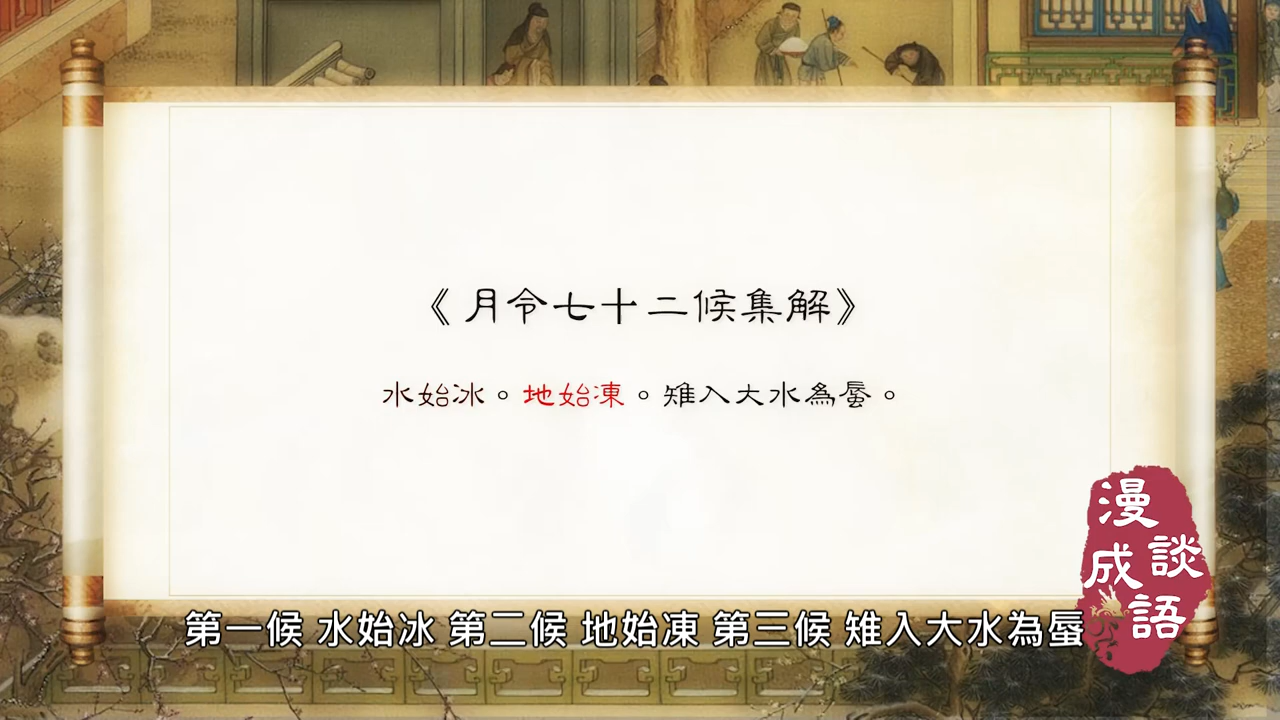 《月令七十二候集解》
水始冰。地始凍。雉入大水為蜃。
漫談
成語
第一候 水始冰 第二候 地始凍 第三候 雉入大水為蜃